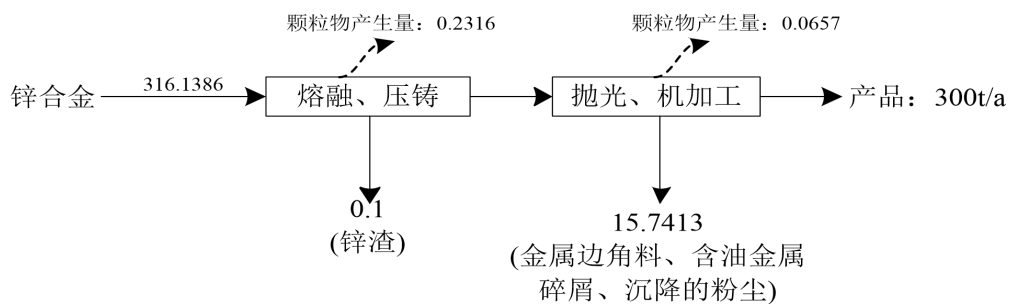 颗粒物产生量：0.2316
颗粒物产生量：0.0657
锌合金
316.1386
熔融、压铸
抛光、机加工
产品：300t/a
0.1
(锌渣)
15.7413
(金属边角料、含油金属
碎屑、沉降的粉尘)